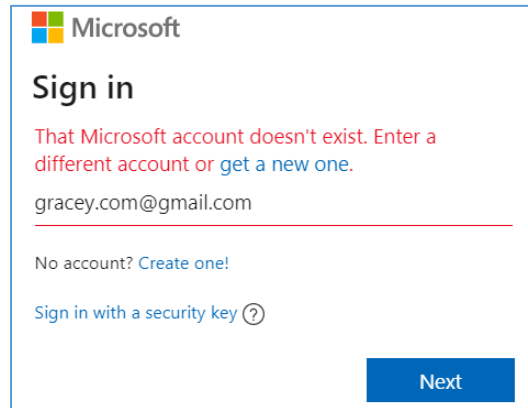 Microsoft
Sign in
That Microsoft account doesn't exist. Enter a
different account or get a new one.
gracey.com@gmail.com
No account? Create one!
Sign in with a security key ?
Next